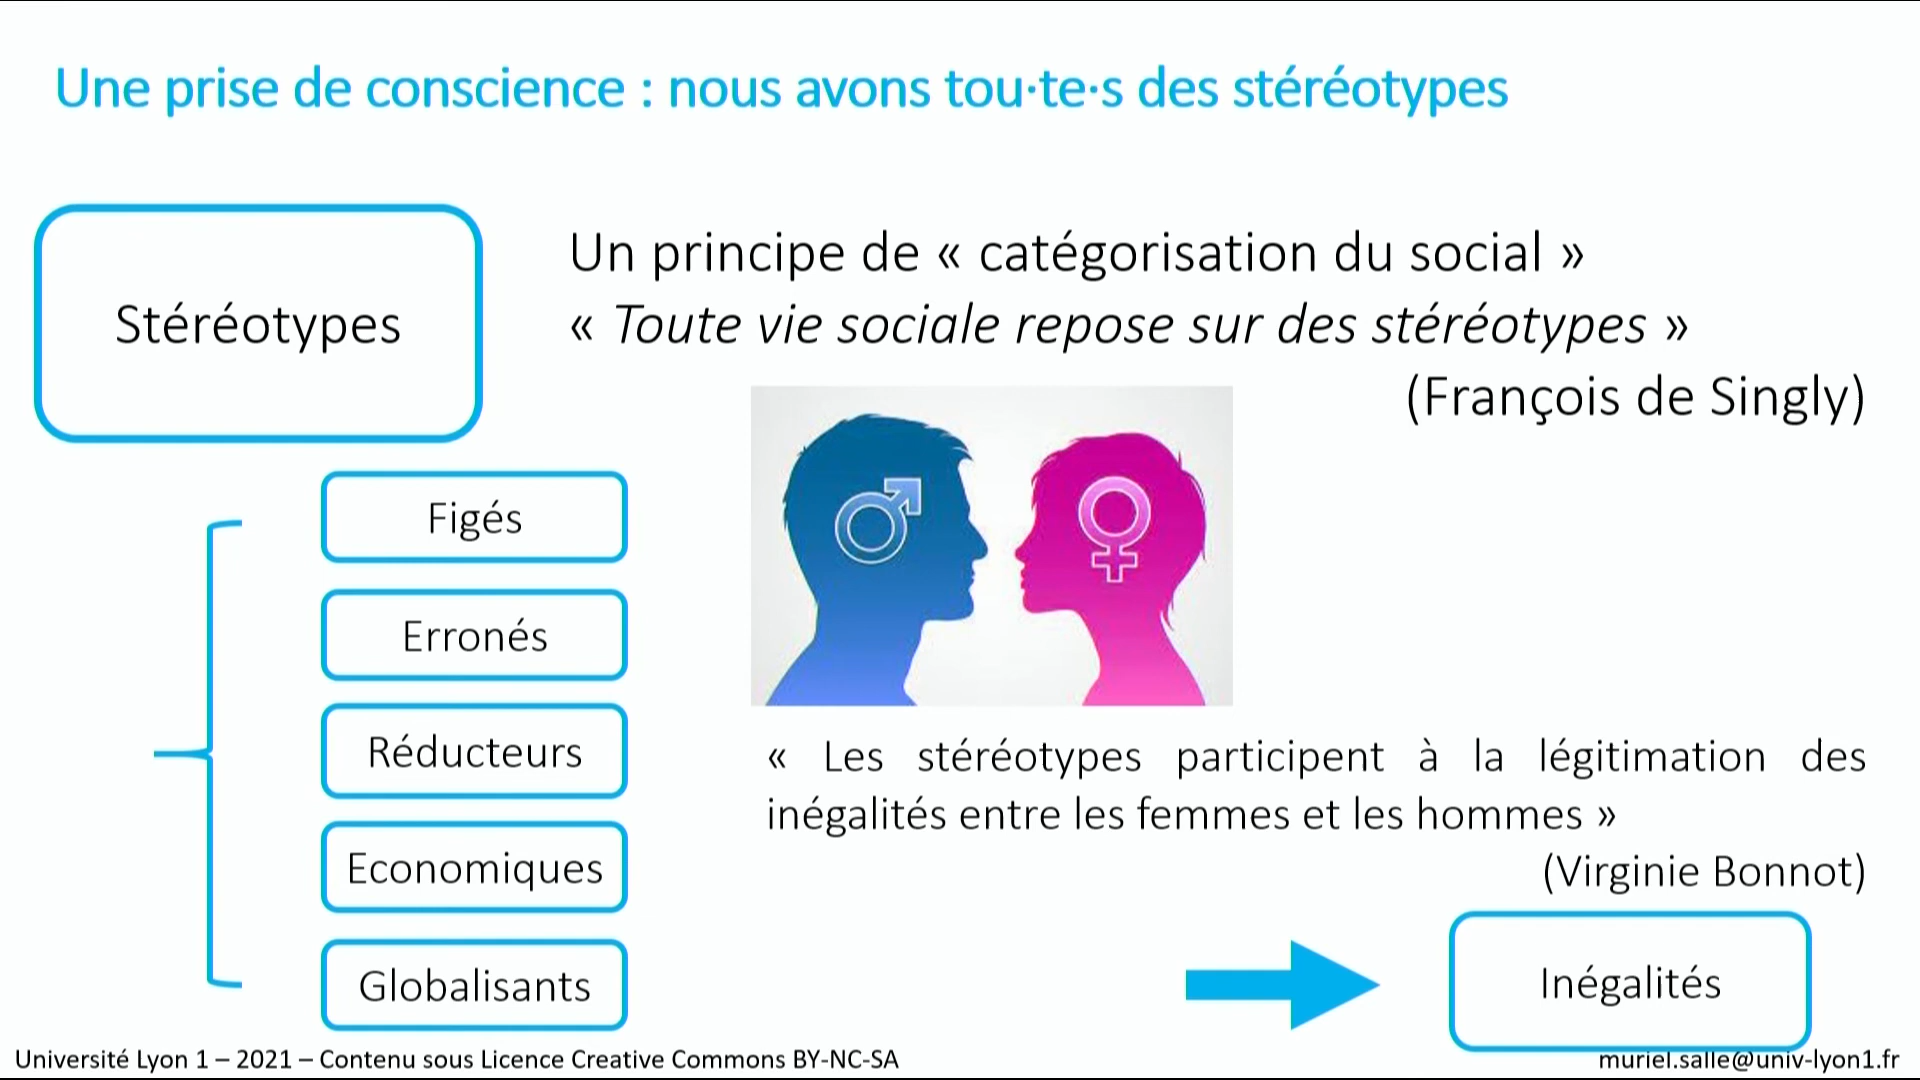 Une prise de conscience : nous avons tou·te·s des stéréotypes
Stéréotypes
Un principe de « catégorisation du social »
« Toute vie sociale repose sur des stéréotypes »
(François de Singly)
Figés
Erronés
Réducteurs
Economiques
Globalisants
« Les stéréotypes participent à la légitimation des
inégalités entre les femmes et les hommes »
(Virginie Bonnot)
Inégalités
Université Lyon 1 – 2021 – Contenu sous Licence Creative Commons BY-NC-SA
muriel.salle@univ-lyon1.fr